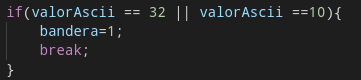 if(valorAscii == 32 || valorAscii ==10){
    bandera=1;
    break;
}